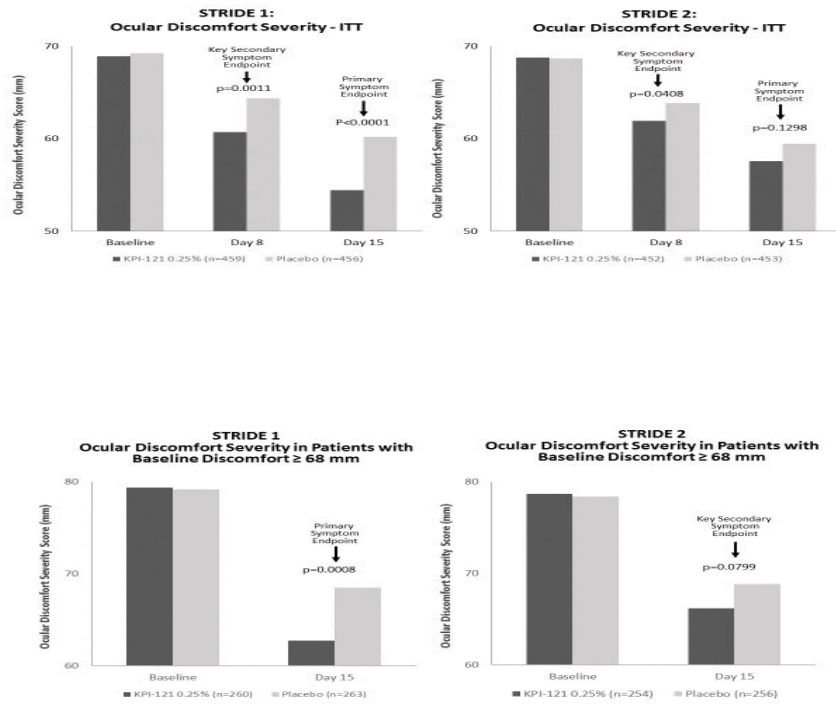 STRIDE 1:
Ocular Discomfort Severity - ITT
Ocular Discomfort Severity Score (mm)
70
60
50
Key Secondary
Symptom
Endpoint
p=0.0011
Primary
Symptom
Endpoint
P<0.0001
Baseline
Day 8
Day 15
KPI-121 0.25% (n=459)
Placebo (n=456)
STRIDE 2:
Ocular Discomfort Severity - ITT
Ocular Discomfort Severity Score (mm)
70
60
50
Key Secondary
Symptom
Endpoint
p=0.0408
Primary
Symptom
Endpoint
p=0.1298
Baseline
Day 8
Day 15
KPI-121 0.25% (n=452)
Placebo (n=453)
STRIDE 1
Ocular Discomfort Severity in Patients with
Baseline Discomfort ≥ 68 mm
Ocular Discomfort Severity Score (mm)
80
70
60
Primary
Symptom
Endpoint
p=0.0008
Baseline
Day 15
KPI-121 0.25% (n=260)
Placebo (n=263)
STRIDE 2
Ocular Discomfort Severity in Patients with
Baseline Discomfort ≥ 68 mm
Ocular Discomfort Severity Score (mm)
80
70
60
Key Secondary
Symptom
Endpoint
p=0.0799
Baseline
Day 15
KPI-121 0.25% (n=254)
Placebo (n=256)